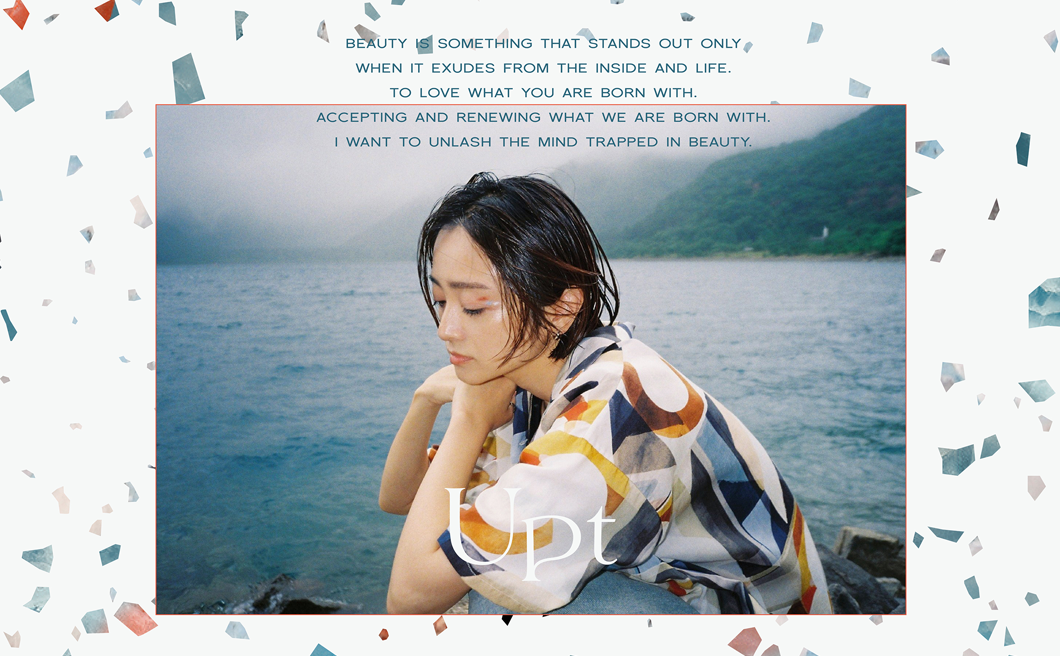 BEAUTY IS SOMETHING THAT STANDS OUT ONLY,
WHEN IT EXUDES FROM THE INSIDE AND LIFE.
TO LOVE WHAT YOU ARE BORN WITH.
ACCEPTING AND RENEWING WHAT WE ARE BORN WITH.
I WANT TO UNLASH THE MIND TRAPPED IN BEAUTY.
Upt